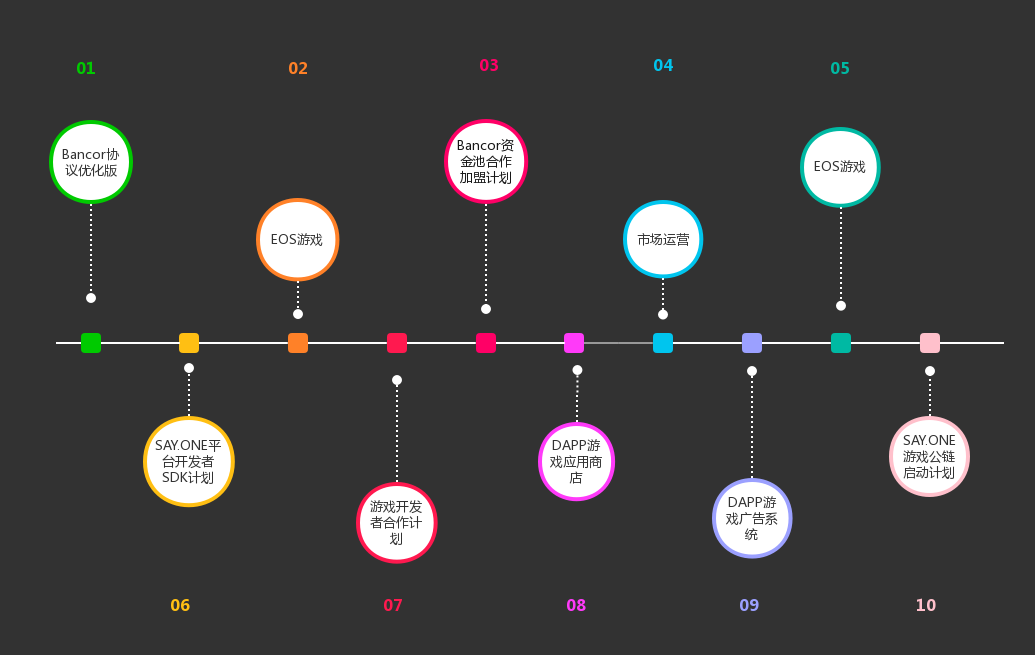 01
02
03
04
05
Bancor协
议优化版
EOS游戏
Bancor资
金池合作
加盟计划
市场运营
EOS游戏
SAY.ONE平
台开发者
SDK计划
游戏开发
者合作计
划
DAPP游
戏应用商
店
DAPP游
戏广告系
统
SAY.ONE
游戏公链
启动计划
06
07
08
09
10